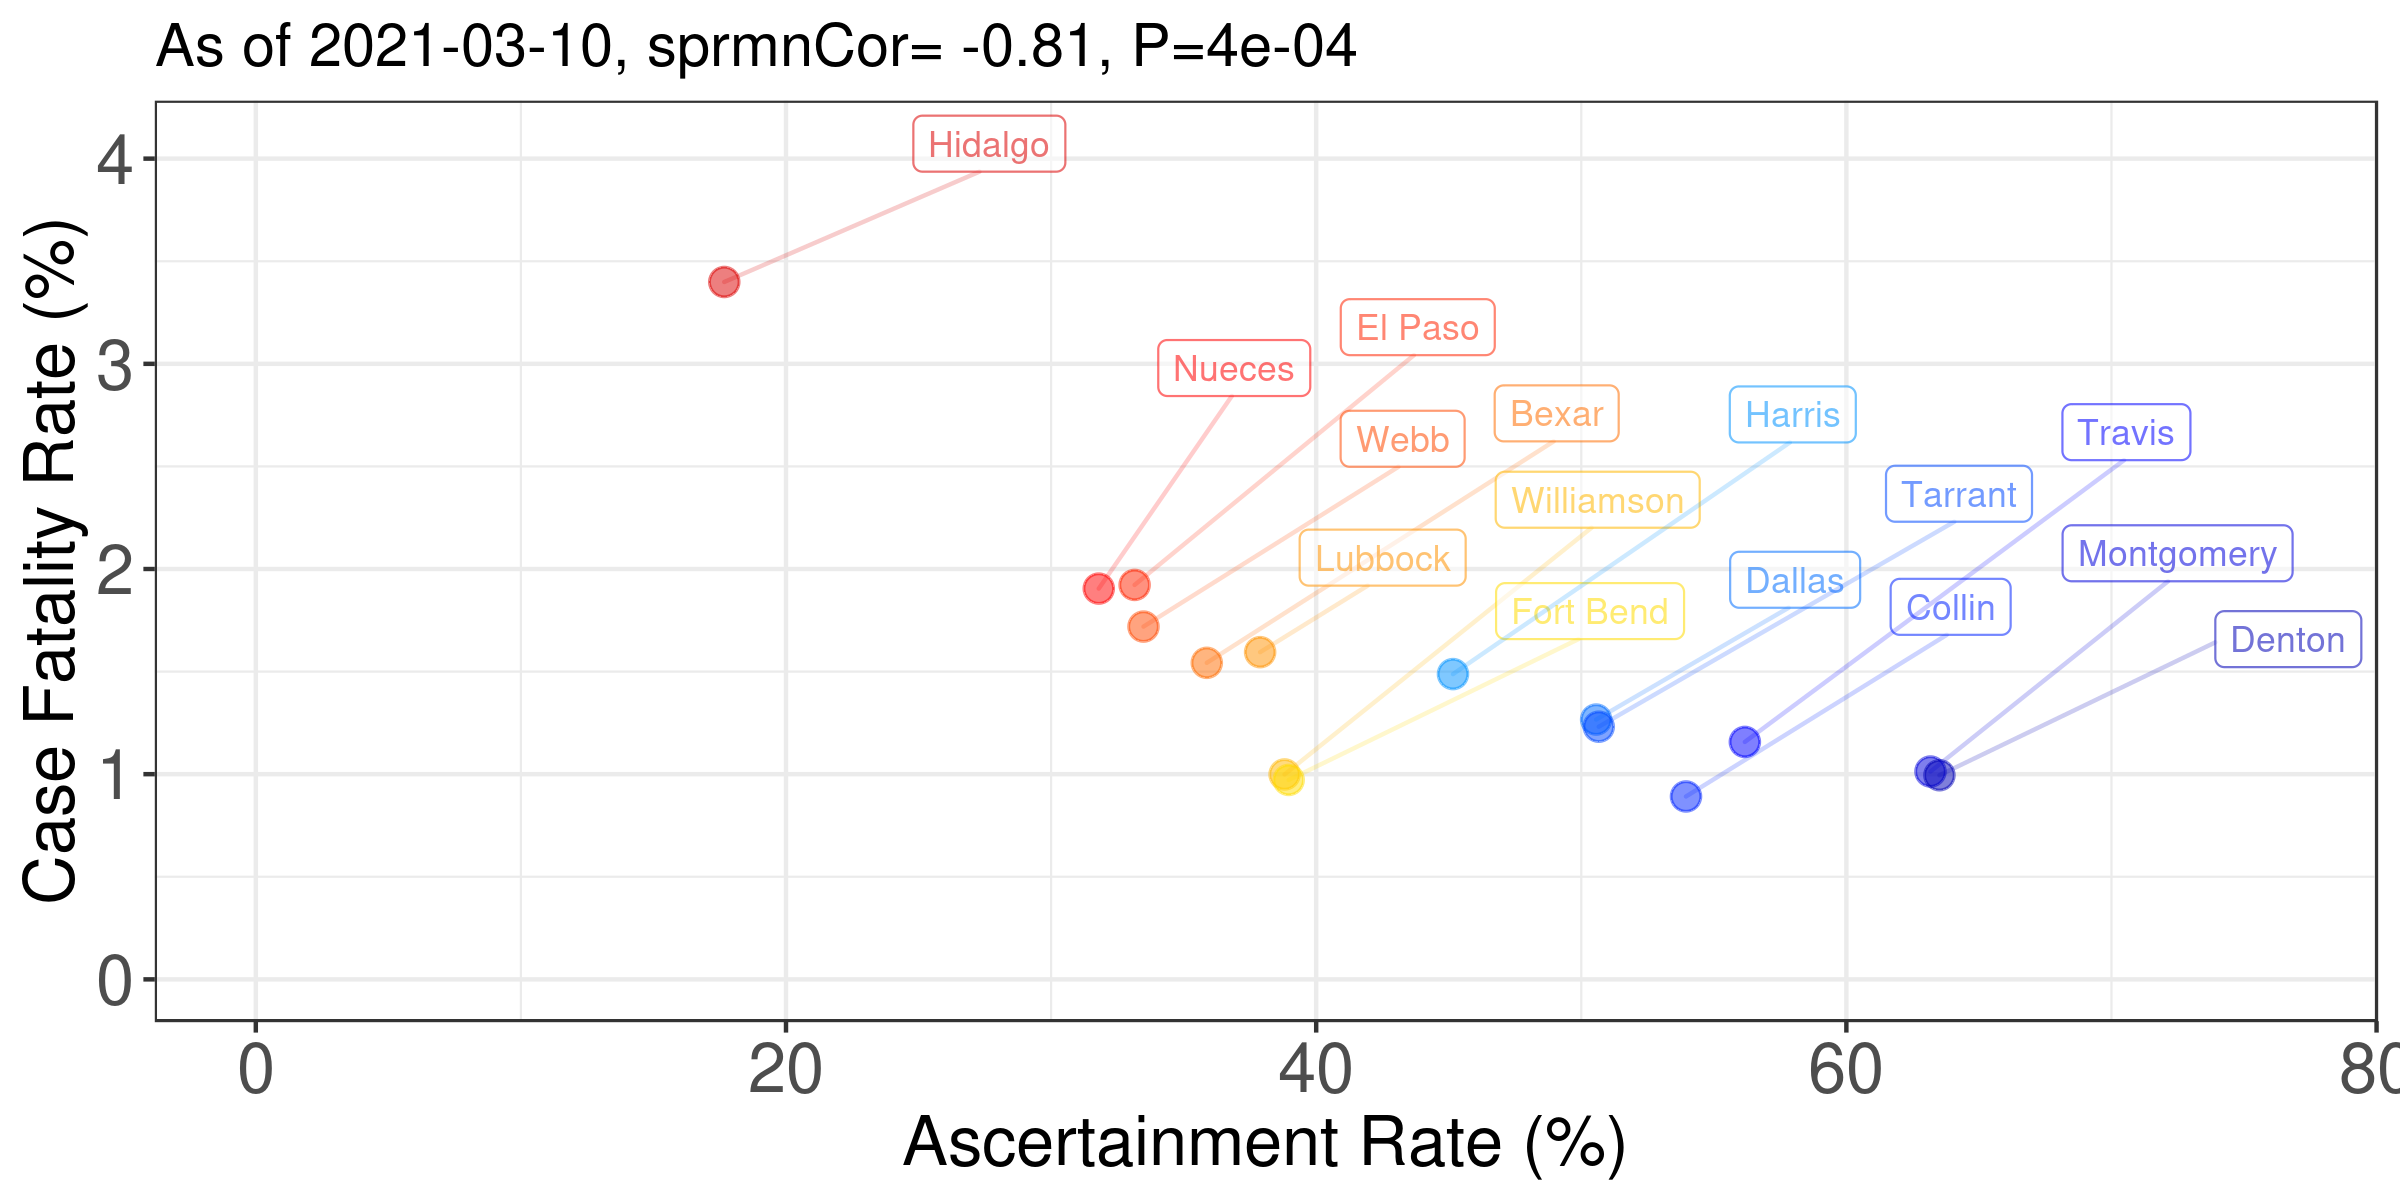 As of 2021-03-10, sprmnCor= -0.81, P=4e-04
Case Fatality Rate (%)
4
3
2
1
0
Hidalgo
El Paso
Nueces
Bexar
Harris
Webb
Travis
Williamson
Tarrant
Lubbock
Montgomery
Dallas
Collin
Fort Bend
Denton
0 20 40 60 80
Ascertainment Rate (%)